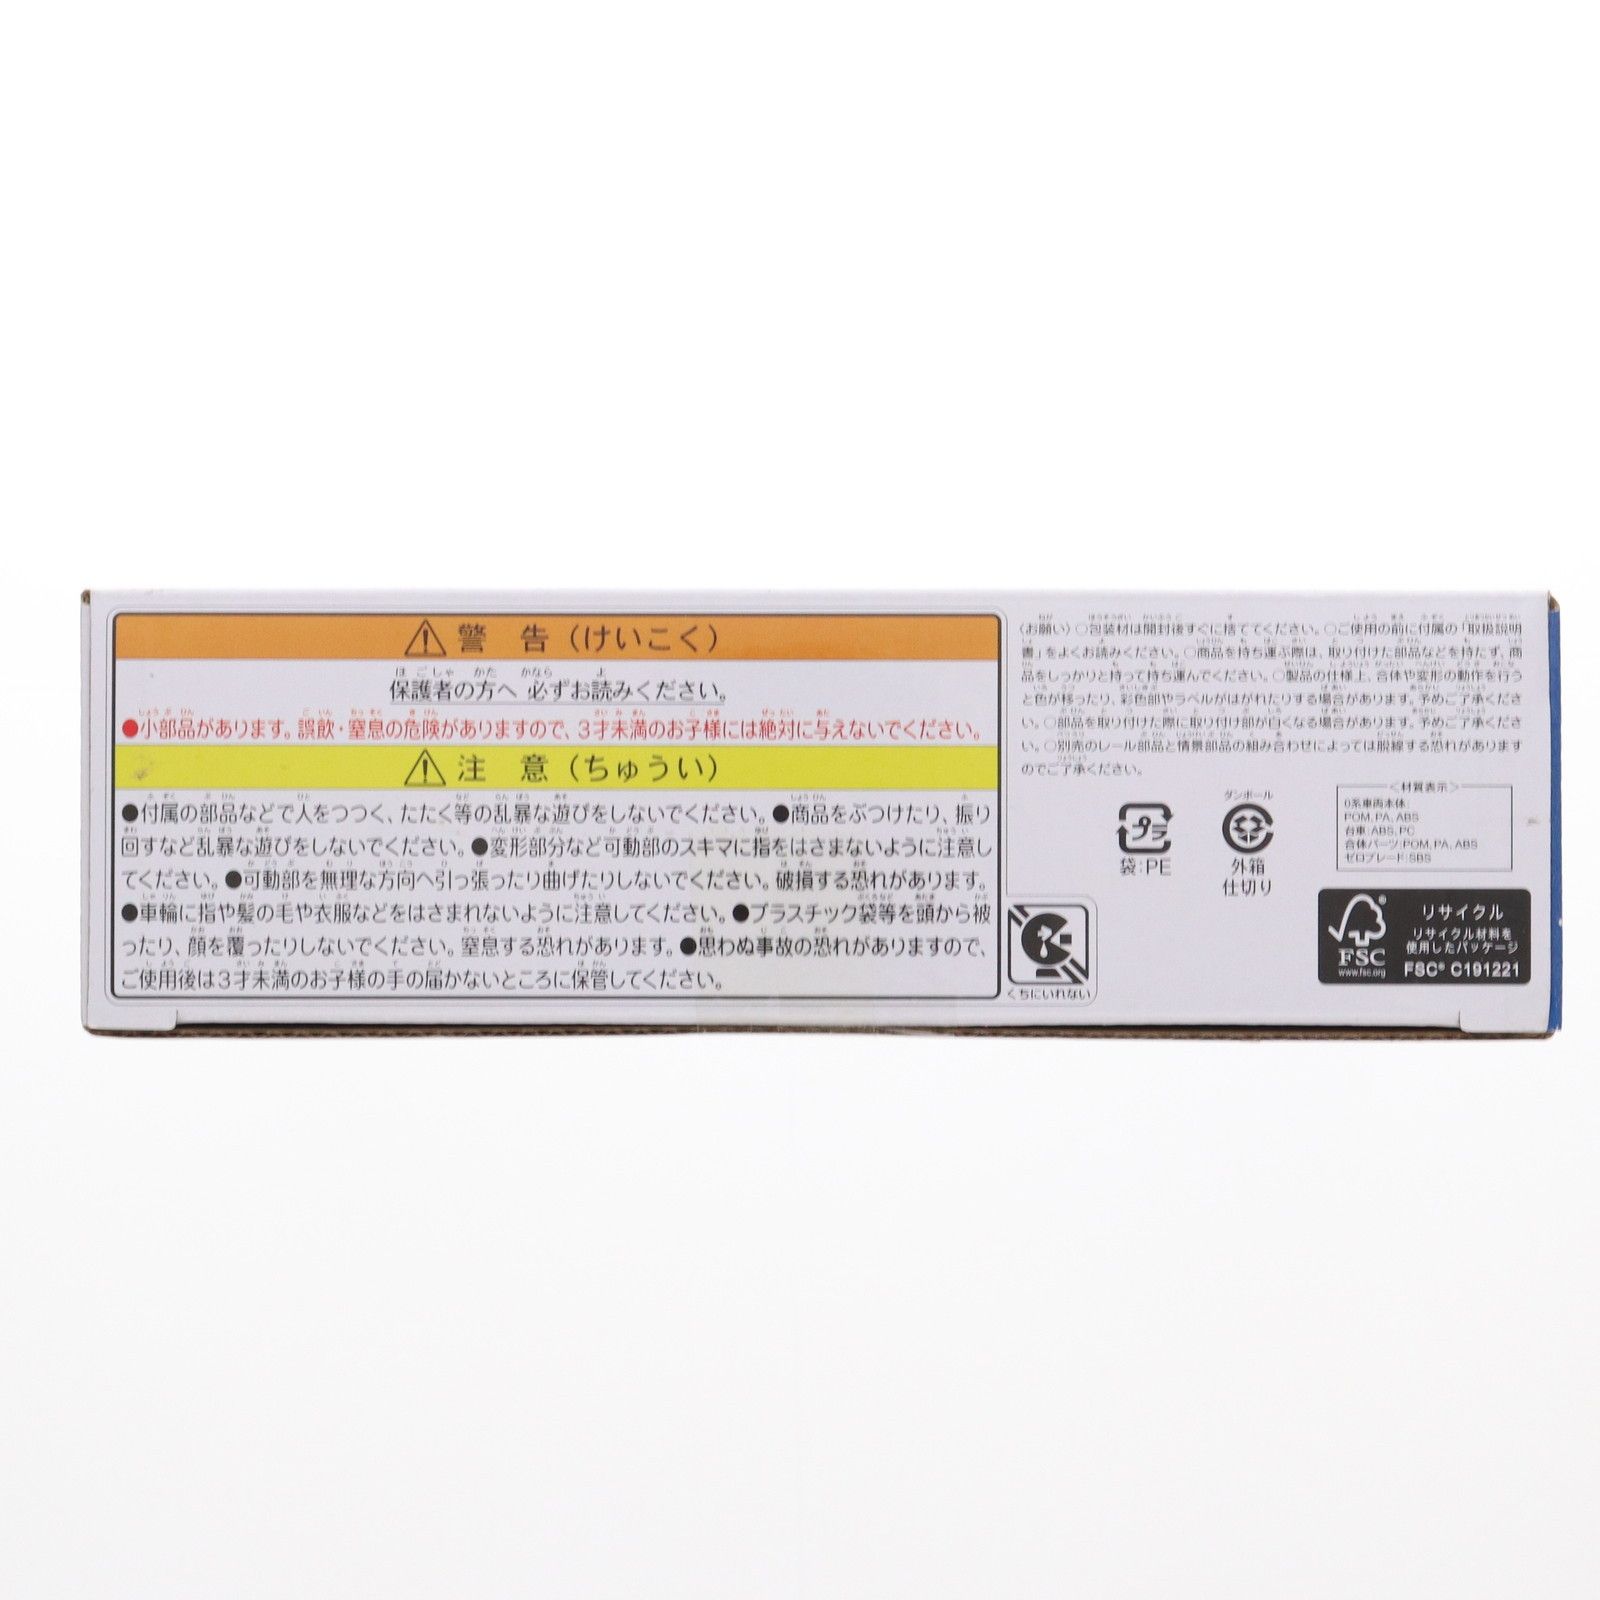 警 告（けいこく）
保護者の方へ 必ずお読みください。
●小部品があります。誤飲・窒息の危険がありますので、3才未満のお子様には絶対に与えないでください。
注 意（ちゅうい）
●付属の部品などで人をつつく、たたく等の乱暴な遊びをしないでください。●商品をぶつけたり、振り
回すなど乱暴な遊びをしないでください。●変形部分など可動部のスキマに指をはさまないように注意し
てください。●可動部を無理な方向へ引っ張ったり曲げたりしないでください。破損する恐れがあります。
●車輪に指や髪の毛や衣服などをはさまれないように注意してください。●プラスチック袋等を頭から被
ったり、顔を覆ったりしないでください。窒息する恐れがあります。●思わぬ事故の恐れがありますので、
ご使用後は3才未満のお子様の手の届かないところに保管してください。
くちにいれない
〈お願い〉○包装材は開封後すぐに捨ててください。○ご使用の前に付属の「取扱説明
書」をよくお読みください。○商品を持ち運ぶ際は、取り付けた部品などを持たず、商
品をしっかりと持って持ち運んでください。○製品の仕様上、合体や変形の動作を行う
と色が移ったり、彩色部やラベルがはがれたりする場合があります。予めご了承くださ
い。○部品を取り付けた際に取り付け部が白くなる場合があります。予めご了承くださ
い。○別売のレール部品と情景部品の組み合わせによっては脱線する恐れがあります
のでご了承ください。
プラ
袋:PE
ダンボール
外箱
仕切り
＜材質表示＞
0系車両本体:
POM, PA, ABS
台車:ABS, PC
合体パーツ:POM, PA, ABS
ゼロブレード:SBS
FSC
www.fsc.org
リサイクル
リサイクル材料を
使用したパッケージ
FSC® C191221